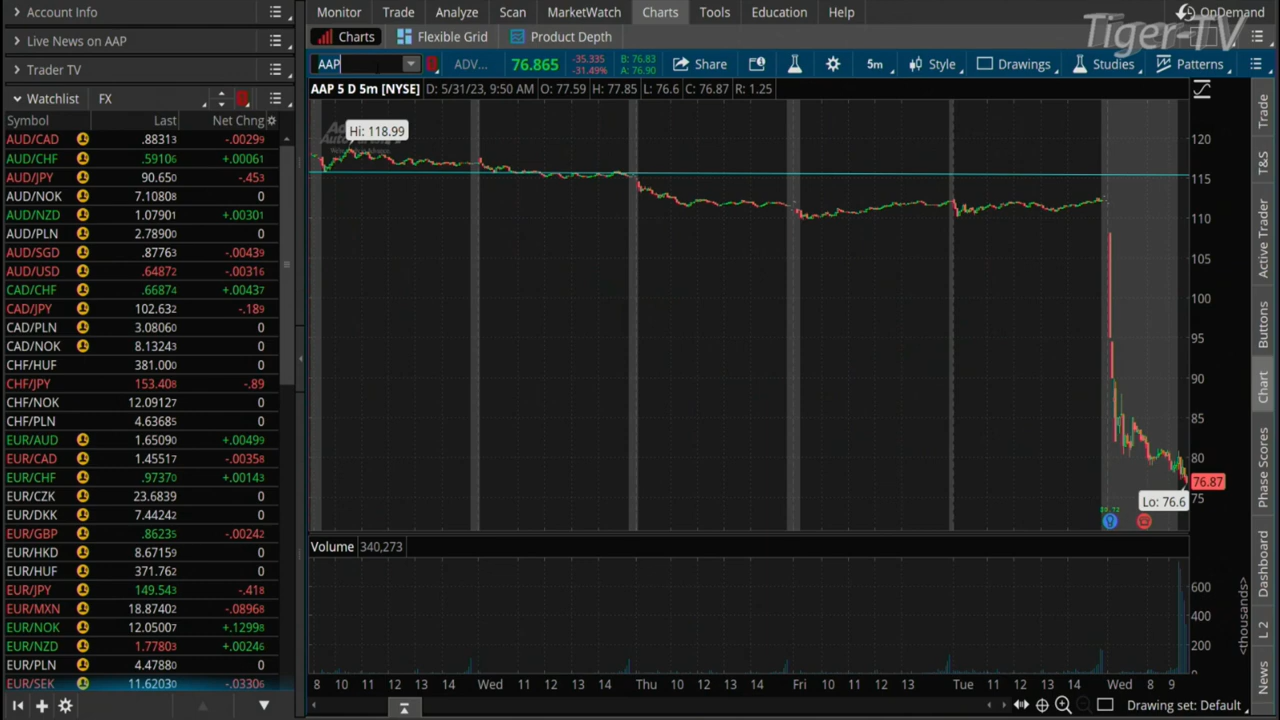 Account Info
Live News on AAP
Trader TV
Watchlist FX
Symbol Last Net Chng
AUD/CAD .88313 -.00299
AUD/CHF .59106 +.00061
AUD/JPY 90.650 -.453
AUD/NOK 7.10808 0
AUD/NZD 1.07901 +.00301
AUD/PLN 2.78900 0
AUD/SGD .87763 -.00439
AUD/USD .64872 -.00316
CAD/CHF .66874 +.00437
CAD/JPY 102.632 -.189
CAD/PLN 3.08060 0
CAD/NOK 8.13243 0
CHF/HUF 381.000 0
CHF/JPY 153.408 -.89
CHF/NOK 12.09127 0
CHF/PLN 4.63685 0
EUR/AUD 1.65090 +.00499
EUR/CAD 1.45517 -.00358
EUR/CHF .97370 +.00143
EUR/CZK 23.6839 0
EUR/DKK 7.44242 0
EUR/GBP .86235 -.00242
EUR/HKD 8.67159 0
EUR/HUF 371.762 0
EUR/JPY 149.543 -.418
EUR/MXN 18.87402 -.08968
EUR/NOK 12.05007 +.12998
EUR/NZD 1.77803 +.00246
EUR/PLN 4.47880 0
EUR/SEK 11.62030 -.03306
Monitor Trade Analyze Scan MarketWatch Charts Tools Education Help OnDemand
Tiger-TV
Charts Flexible Grid Product Depth
AAP ADV... 76.865 -35.335 B: 76.83 Share 5m Style Drawings Studies Patterns
-31.49% A: 76.90
AAP 5 D 5m [NYSE] D: 5/31/23, 9:50 AM O: 77.59 H: 77.85 L: 76.6 C: 76.87 R: 1.25
Hi: 118.99
120
115
110
105
100
95
90
85
80
76.87
Lo: 76.6
75
Volume 340,273
600
400
200
<thousands>
8 10 11 12 13 14 Wed 10 11 12 13 14 Thu 10 11 12 14 Fri 10 11 12 13 Tue 10 11 12 13 14 Wed 8 9
Drawing set: Default
Trade
T&S
Active Trader
Buttons
Chart
Phase Scores
Dashboard
L 2
News